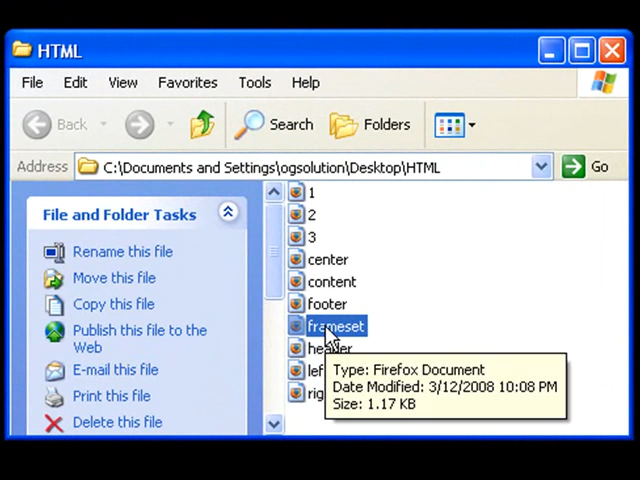 HTML
File Edit View Favorites Tools Help
Back Search Folders
Address C:\Documents and Settings\ogsolution\Desktop\HTML Go
File and Folder Tasks
Rename this file
Move this file
Copy this file
Publish this file to the
Web
E-mail this file
Print this file
Delete this file
1
2
3
center
content
footer
frameset
header
Type: Firefox Document
Date Modified: 3/12/2008 10:08 PM
Size: 1.17 KB